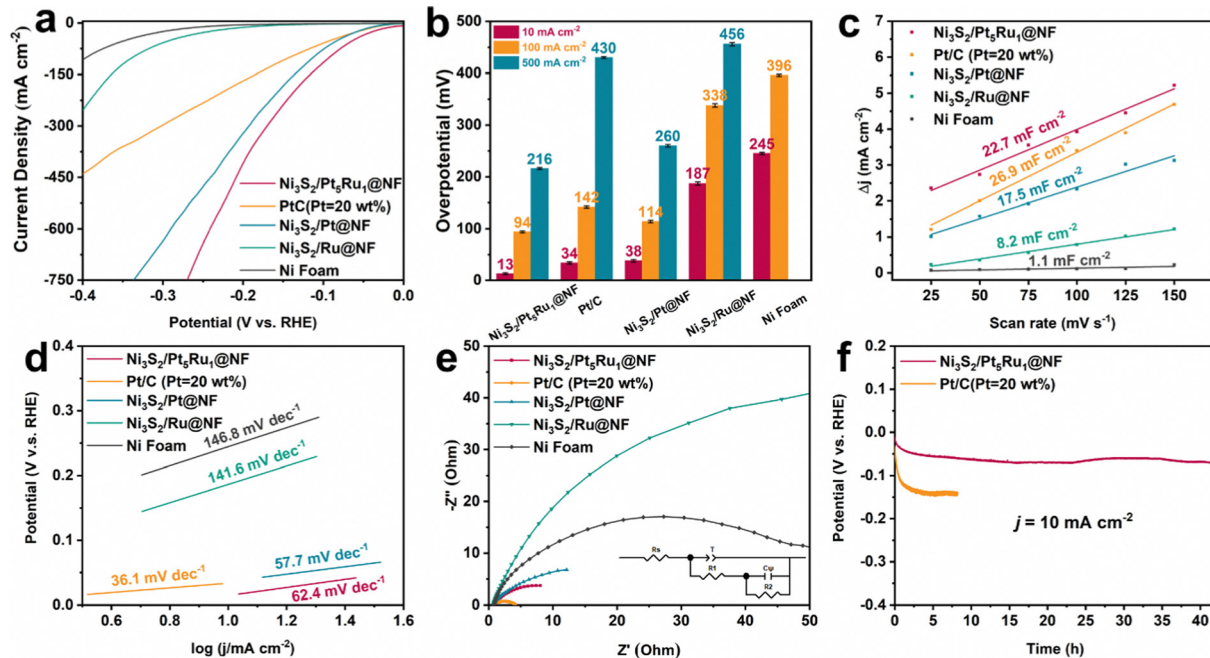 a
0
-150
-300
-450
-600
-750
-0.4
-0.3
-0.2
-0.1
0.0
Current Density (mA cm⁻²)
Potential (V vs. RHE)
Ni₃S₂/Pt₅Ru₁@NF
PtC(Pt=20 wt%)
Ni₃S₂/Pt@NF
Ni₃S₂/Ru@NF
Ni Foam
b
10 mA cm⁻²
100 mA cm⁻²
500 mA cm⁻²
Overpotential (mV)
500
400
300
200
100
0
13
94
216
34
142
430
38
114
260
187
338
456
245
396
Ni₃S₂/Pt₅Ru₁@NF
Pt/C
Ni₃S₂/Pt@NF
Ni₃S₂/Ru@NF
Ni Foam
c
Ni₃S₂/Pt₅Ru₁@NF
Pt/C (Pt=20 wt%)
Ni₃S₂/Pt@NF
Ni₃S₂/Ru@NF
Ni Foam
22.7 mF cm⁻²
26.9 mF cm⁻²
17.5 mF cm⁻²
8.2 mF cm⁻²
1.1 mF cm⁻²
Δj (mA cm⁻²)
7
6
5
4
3
2
1
0
25
50
75
100
125
150
Scan rate (mV s⁻¹)
d
Ni₃S₂/Pt₅Ru₁@NF
Pt/C (Pt=20 wt%)
Ni₃S₂/Pt@NF
Ni₃S₂/Ru@NF
Ni Foam
146.8 mV dec⁻¹
141.6 mV dec⁻¹
36.1 mV dec⁻¹
57.7 mV dec⁻¹
62.4 mV dec⁻¹
Potential (V v.s. RHE)
0.4
0.3
0.2
0.1
0.0
0.6
0.8
1.0
1.2
1.4
1.6
log (j/mA cm⁻²)
e
Ni₃S₂/Pt₅Ru₁@NF
Pt/C (Pt=20 wt%)
Ni₃S₂/Pt@NF
Ni₃S₂/Ru@NF
Ni Foam
Rs
T
R1
Cψ
R2
-Z'' (Ohm)
50
40
30
20
10
0
0
10
20
30
40
50
Z' (Ohm)
f
Ni₃S₂/Pt₅Ru₁@NF
Pt/C(Pt=20 wt%)
j = 10 mA cm⁻²
Potential (V v.s. RHE)
0.2
0.1
0.0
-0.1
-0.2
-0.3
-0.4
0
5
10
15
20
25
30
35
40
Time (h)